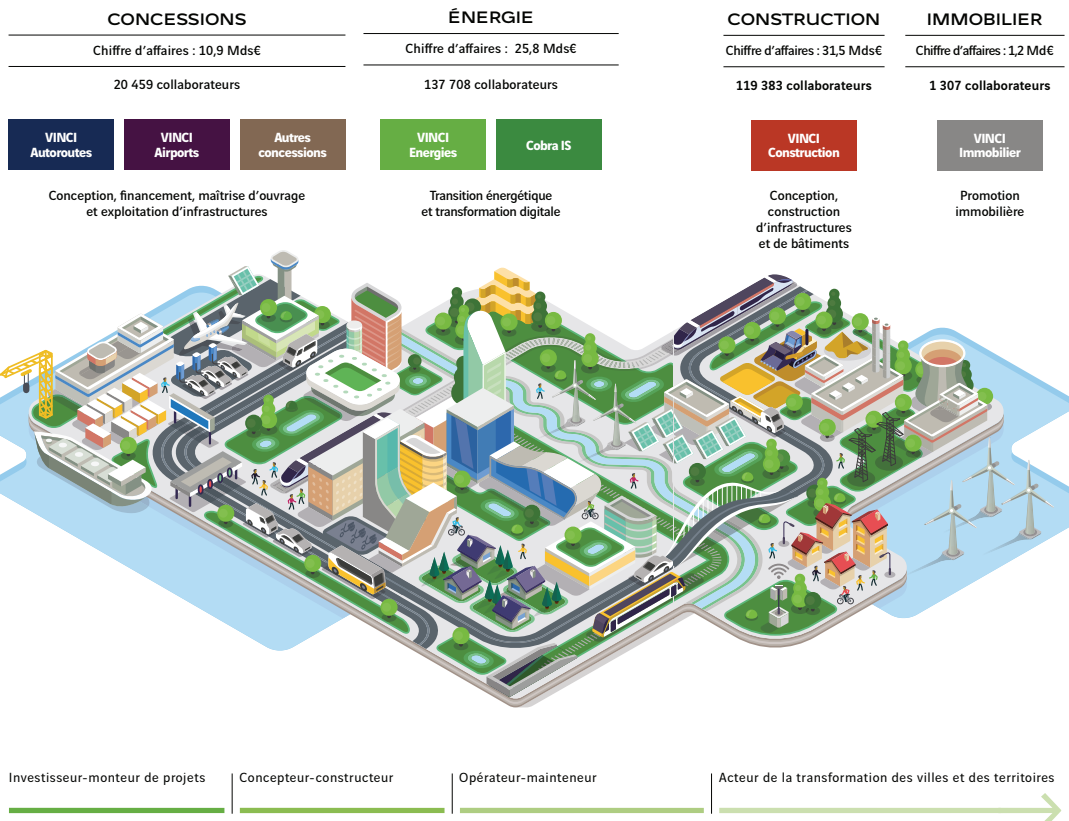 CONCESSIONS
Chiffre d'affaires : 10,9 Mds€
20 459 collaborateurs
VINCI
Autoroutes
VINCI
Airports
Autres
concessions
Conception, financement, maîtrise d'ouvrage
et exploitation d'infrastructures
ÉNERGIE
Chiffre d'affaires : 25,8 Mds€
137 708 collaborateurs
VINCI
Energies
Cobra IS
Transition énergétique
et transformation digitale
CONSTRUCTION
Chiffre d'affaires : 31,5 Mds€
119 383 collaborateurs
VINCI
Construction
Conception,
construction
d'infrastructures
et de bâtiments
IMMOBILIER
Chiffre d'affaires : 1,2 Md€
1 307 collaborateurs
VINCI
Immobilier
Promotion
immobilière
Investisseur-monteur de projets
Concepteur-constructeur
Opérateur-mainteneur
Acteur de la transformation des villes et des territoires